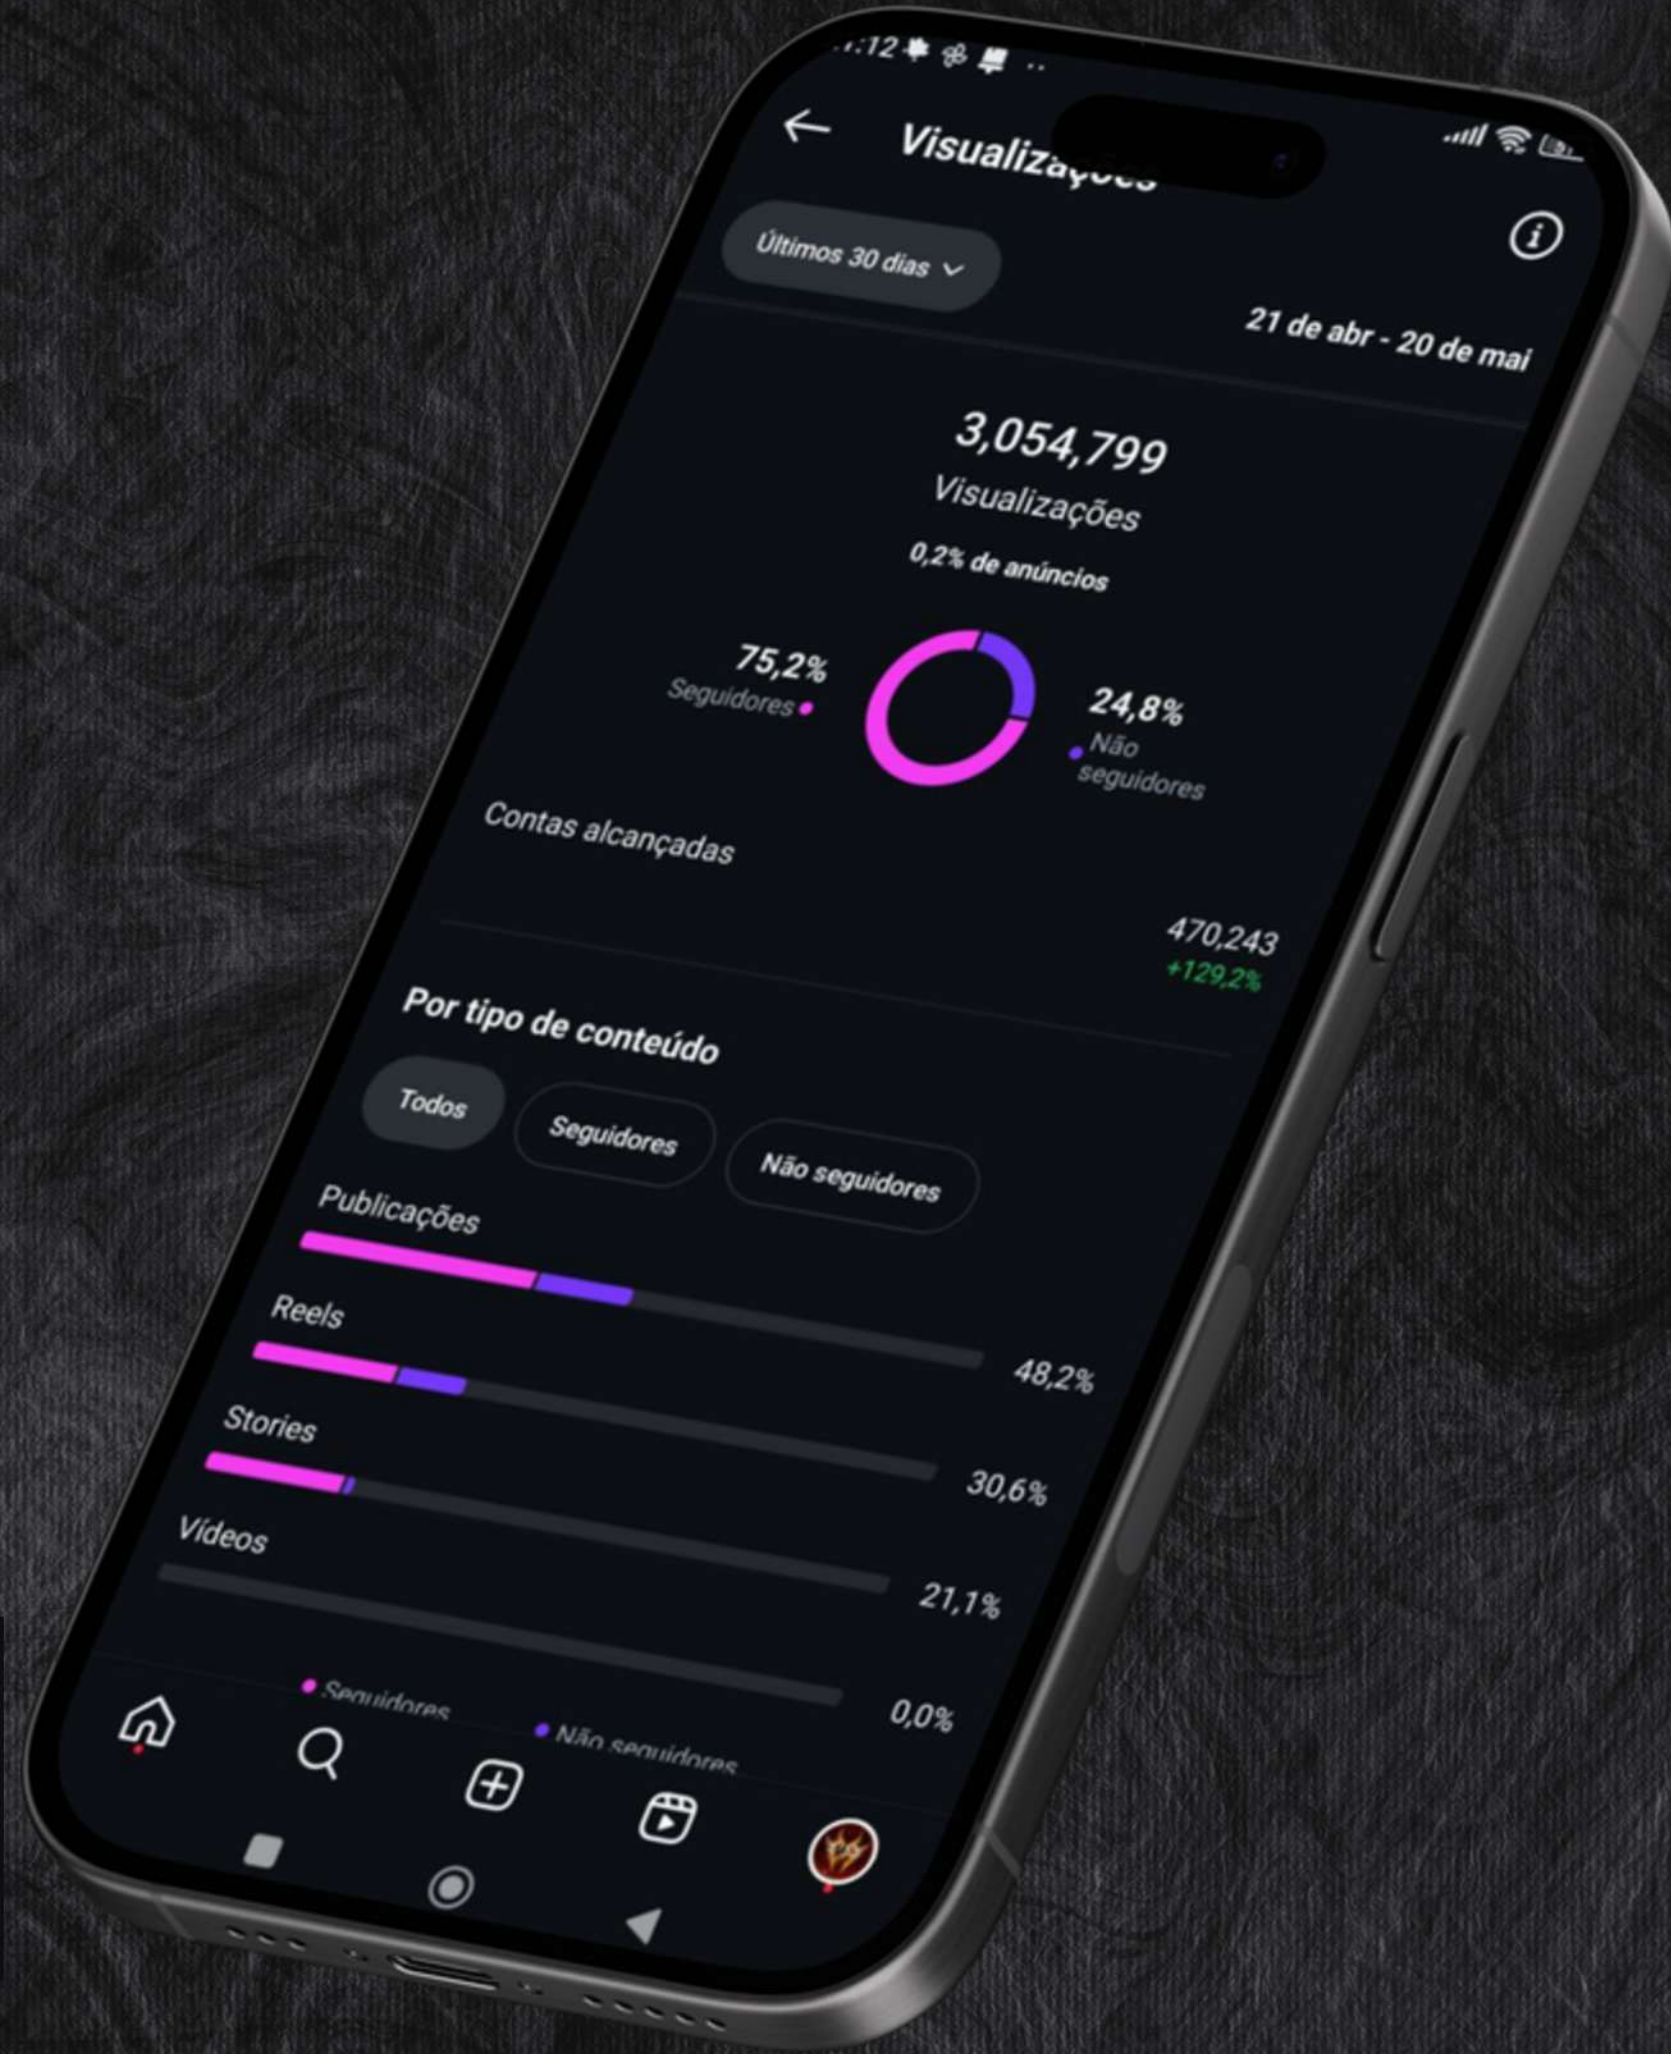 :12
Visualizações
Últimos 30 dias
21 de abr - 20 de mai
3,054,799
Visualizações
0,2% de anúncios
75,2%
Seguidores
24,8%
Não
seguidores
Contas alcançadas
470,243
+129,2%
Por tipo de conteúdo
Todos
Seguidores
Não seguidores
Publicações
48,2%
Reels
30,6%
Stories
21,1%
Vídeos
0,0%
Seguidores
Não seguidores